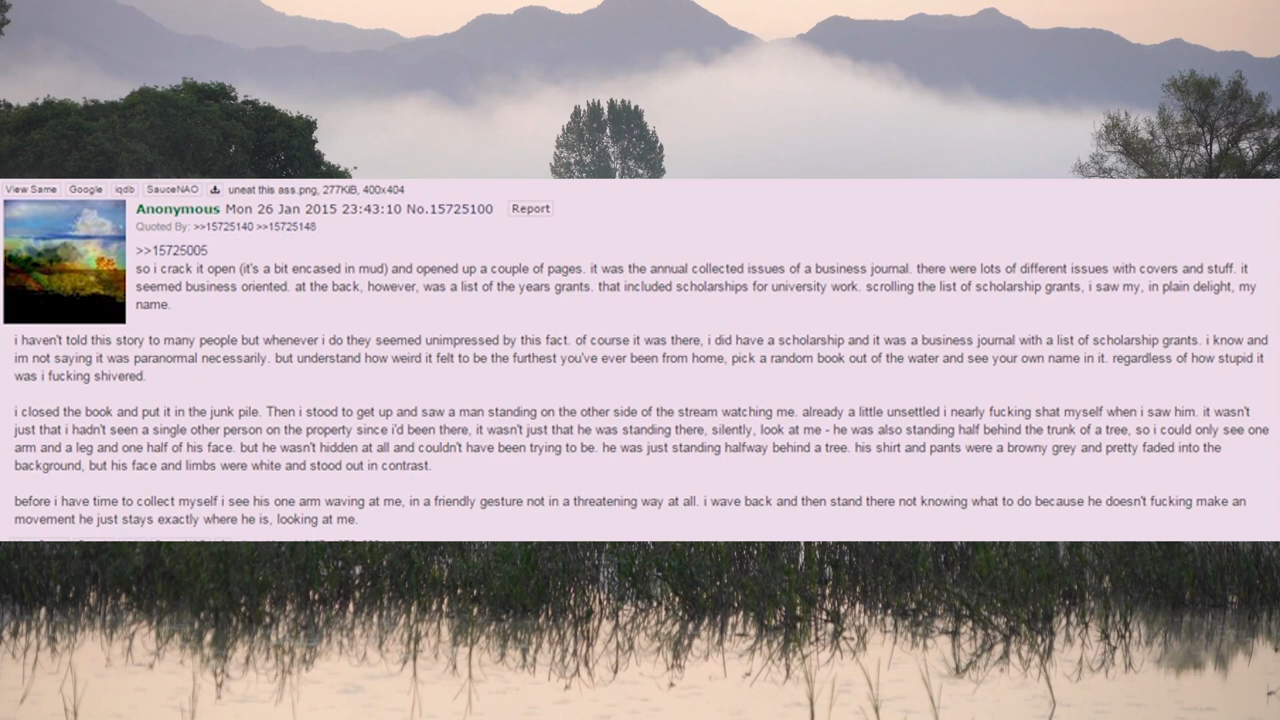 View Same Google iqdb SauceNAO uneat this ass.png, 277KiB, 400x404
Anonymous Mon 26 Jan 2015 23:43:10 No.15725100 Report
Quoted By: >>15725140 >>15725148
>>15725005
so i crack it open (it's a bit encased in mud) and opened up a couple of pages. it was the annual collected issues of a business journal. there were lots of different issues with covers and stuff. it
seemed business oriented. at the back, however, was a list of the years grants. that included scholarships for university work. scrolling the list of scholarship grants, i saw my, in plain delight, my
name.
i haven't told this story to many people but whenever i do they seemed unimpressed by this fact. of course it was there, i did have a scholarship and it was a business journal with a list of scholarship grants. i know and
im not saying it was paranormal necessarily. but understand how weird it felt to be the furthest you've ever been from home, pick a random book out of the water and see your own name in it. regardless of how stupid it
was i fucking shivered.
i closed the book and put it in the junk pile. Then i stood to get up and saw a man standing on the other side of the stream watching me. already a little unsettled i nearly fucking shat myself when i saw him. it wasn't
just that i hadn't seen a single other person on the property since i'd been there, it wasn't just that he was standing there, silently, look at me - he was also standing half behind the trunk of a tree, so i could only see one
arm and a leg and one half of his face. but he wasn't hidden at all and couldn't have been trying to be. he was just standing halfway behind a tree. his shirt and pants were a browny grey and pretty faded into the
background, but his face and limbs were white and stood out in contrast.
before i have time to collect myself i see his one arm waving at me, in a friendly gesture not in a threatening way at all. i wave back and then stand there not knowing what to do because he doesn't fucking make an
movement he just stays exactly where he is, looking at me.